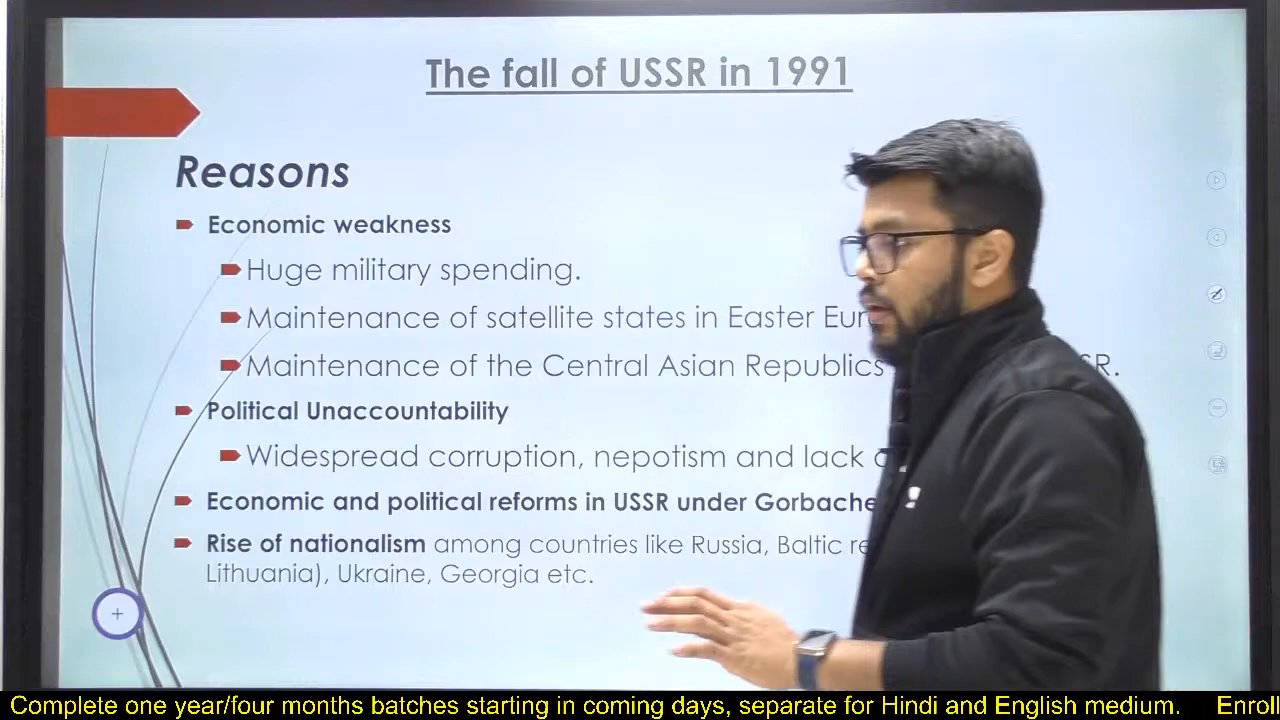 The fall of USSR in 1991
Reasons
Economic weakness
Huge military spending.
Maintenance of satellite states in Easter
Maintenance of the Central Asian Republics
Political Unaccountability
Widespread corruption, nepotism and lack
Economic and political reforms in USSR under
Rise of nationalism among countries like Russia, Baltic
Lithuania), Ukraine, Georgia etc.
Complete one year/four months batches starting in coming days, separate for Hindi and English medium. Enroll